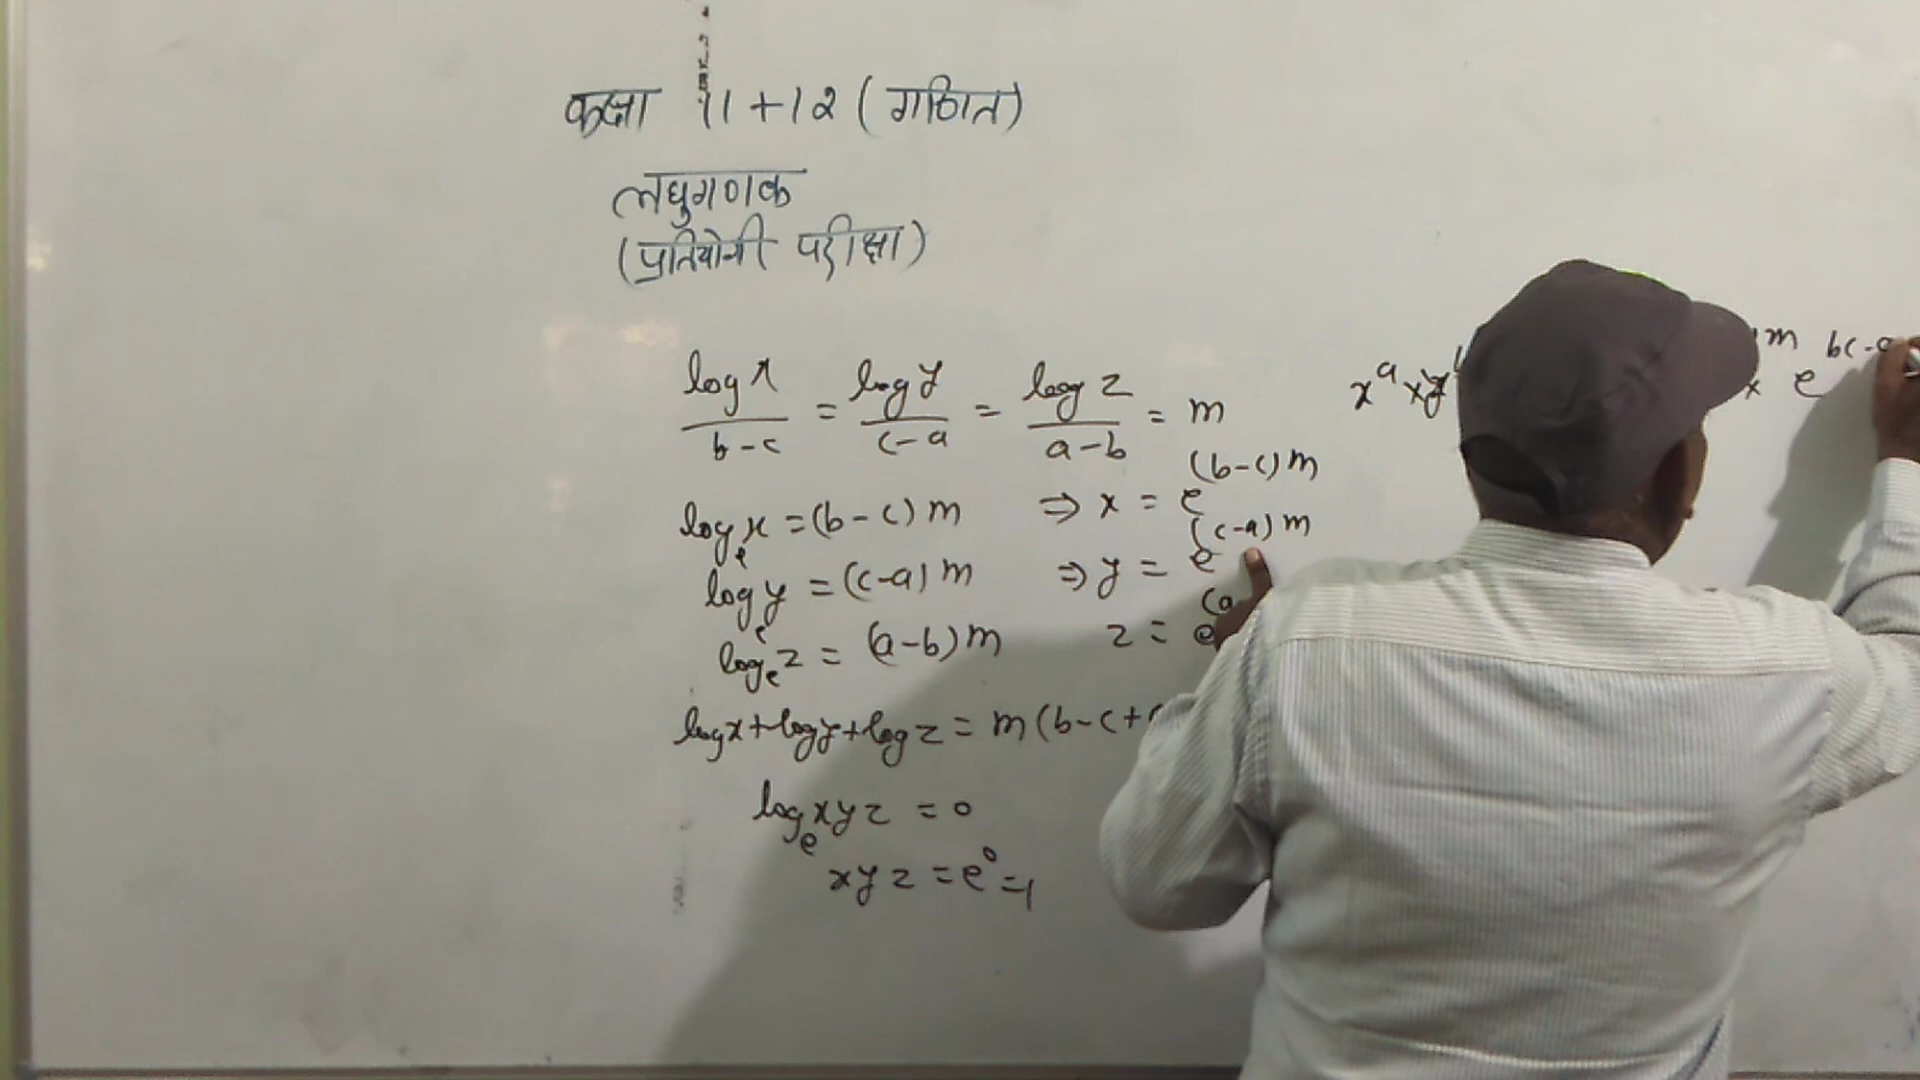 कक्षा 11+12 (गणित)
लघुगणक
(प्रतियोगी परीक्षा)
log x / b-c = log y / c-a = log z / a-b = m
log_e x = (b-c) m ⇒ x = e^(b-c)m
log_e y = (c-a) m ⇒ y = e^(c-a)m
log_e z = (a-b) m z = e^(a
log x + log y + log z = m (b-c+
log_e xyz = 0
xyz = e^0 = 1
x^a × y m × e^bc-